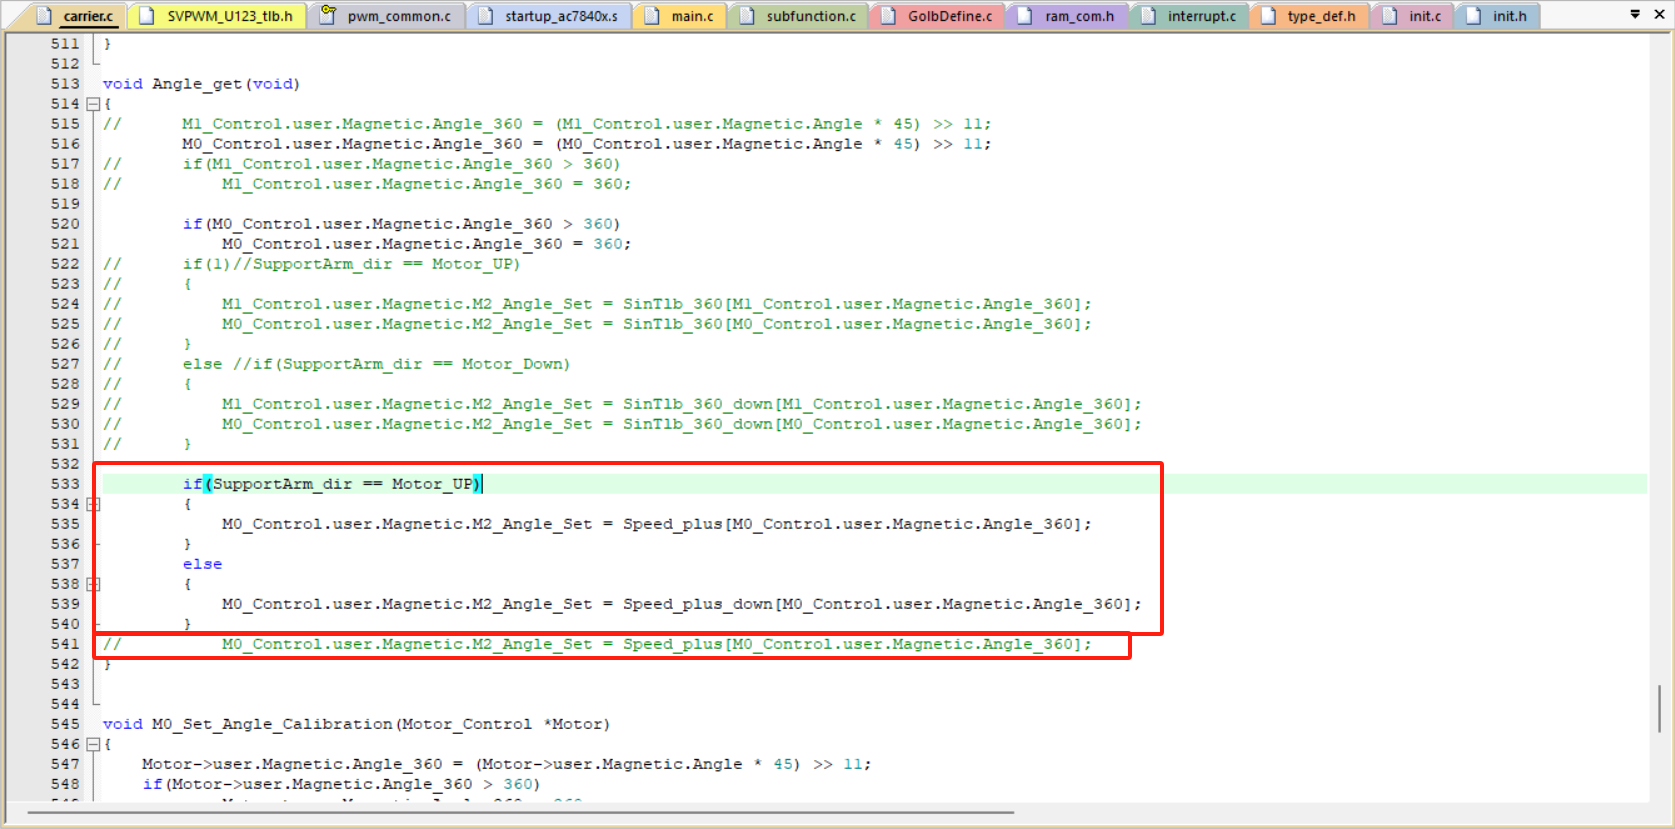 carrier.c SVPWM_U123_tlb.h pwm_common.c startup_ac7840x.s main.c subfunction.c GolbDefine.c ram_com.h interrupt.c type_def.h init.c init.h
511 }
512
513 void Angle_get(void)
514 {
515 // M1_Control.user.Magnetic.Angle_360 = (M1_Control.user.Magnetic.Angle * 45) >> 11;
516 M0_Control.user.Magnetic.Angle_360 = (M0_Control.user.Magnetic.Angle * 45) >> 11;
517 // if(M1_Control.user.Magnetic.Angle_360 > 360)
518 // M1_Control.user.Magnetic.Angle_360 = 360;
519
520 if(M0_Control.user.Magnetic.Angle_360 > 360)
521 M0_Control.user.Magnetic.Angle_360 = 360;
522 // if(1)//SupportArm_dir == Motor_UP)
523 // {
524 // M1_Control.user.Magnetic.M2_Angle_Set = SinTlb_360[M1_Control.user.Magnetic.Angle_360];
525 // M0_Control.user.Magnetic.M2_Angle_Set = SinTlb_360[M0_Control.user.Magnetic.Angle_360];
526 // }
527 // else //if(SupportArm_dir == Motor_Down)
528 // {
529 // M1_Control.user.Magnetic.M2_Angle_Set = SinTlb_360_down[M1_Control.user.Magnetic.Angle_360];
530 // M0_Control.user.Magnetic.M2_Angle_Set = SinTlb_360_down[M0_Control.user.Magnetic.Angle_360];
531 // }
532
533 if(SupportArm_dir == Motor_UP)
534 {
535 M0_Control.user.Magnetic.M2_Angle_Set = Speed_plus[M0_Control.user.Magnetic.Angle_360];
536 }
537 else
538 {
539 M0_Control.user.Magnetic.M2_Angle_Set = Speed_plus_down[M0_Control.user.Magnetic.Angle_360];
540 }
541 // M0_Control.user.Magnetic.M2_Angle_Set = Speed_plus[M0_Control.user.Magnetic.Angle_360];
542 }
543
544
545 void M0_Set_Angle_Calibration(Motor_Control *Motor)
546 {
547 Motor->user.Magnetic.Angle_360 = (Motor->user.Magnetic.Angle * 45) >> 11;
548 if(Motor->user.Magnetic.Angle_360 > 360)